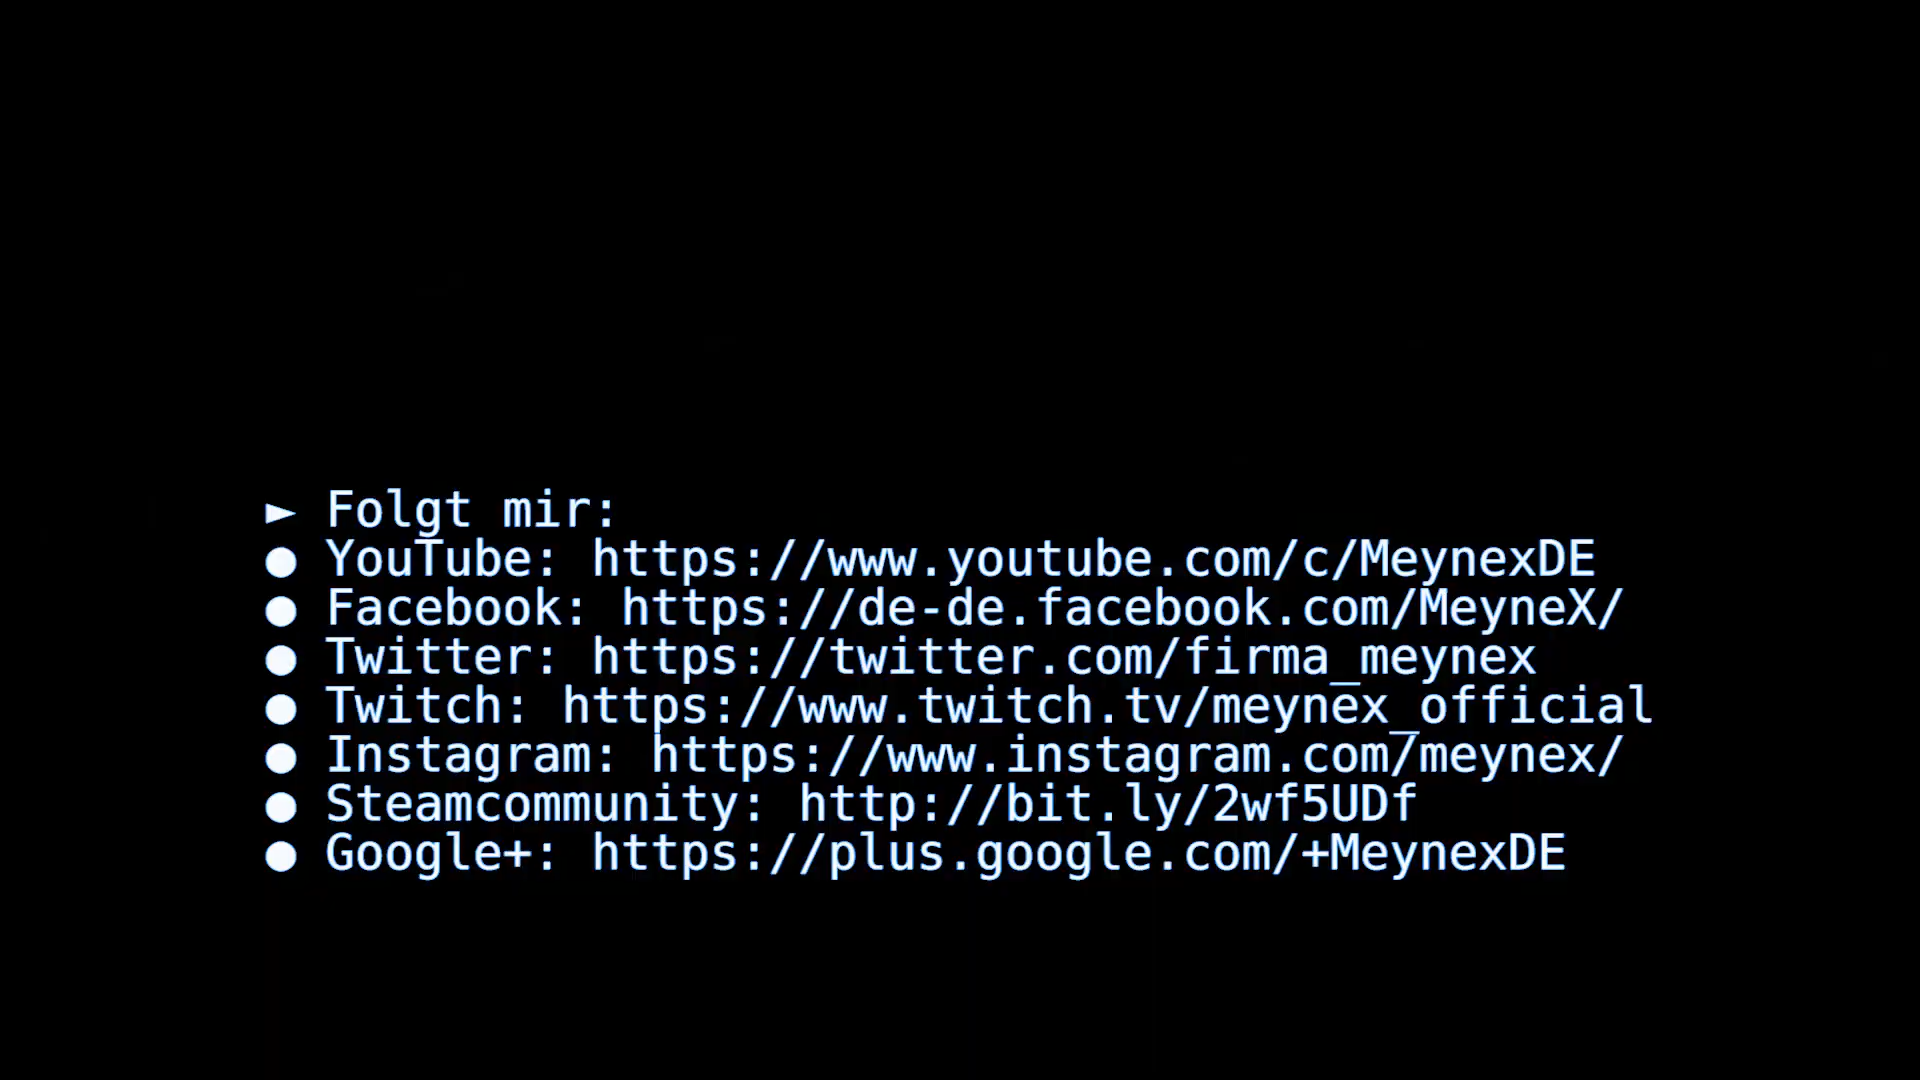 ► Folgt mir:
● YouTube: https://www.youtube.com/c/MeynexDE
● Facebook: https://de-de.facebook.com/MeyneX/
● Twitter: https://twitter.com/firma_meynex
● Twitch: https://www.twitch.tv/meynex_official
● Instagram: https://www.instagram.com/meynex/
● Steamcommunity: http://bit.ly/2wf5UDf
● Google+: https://plus.google.com/+MeynexDE